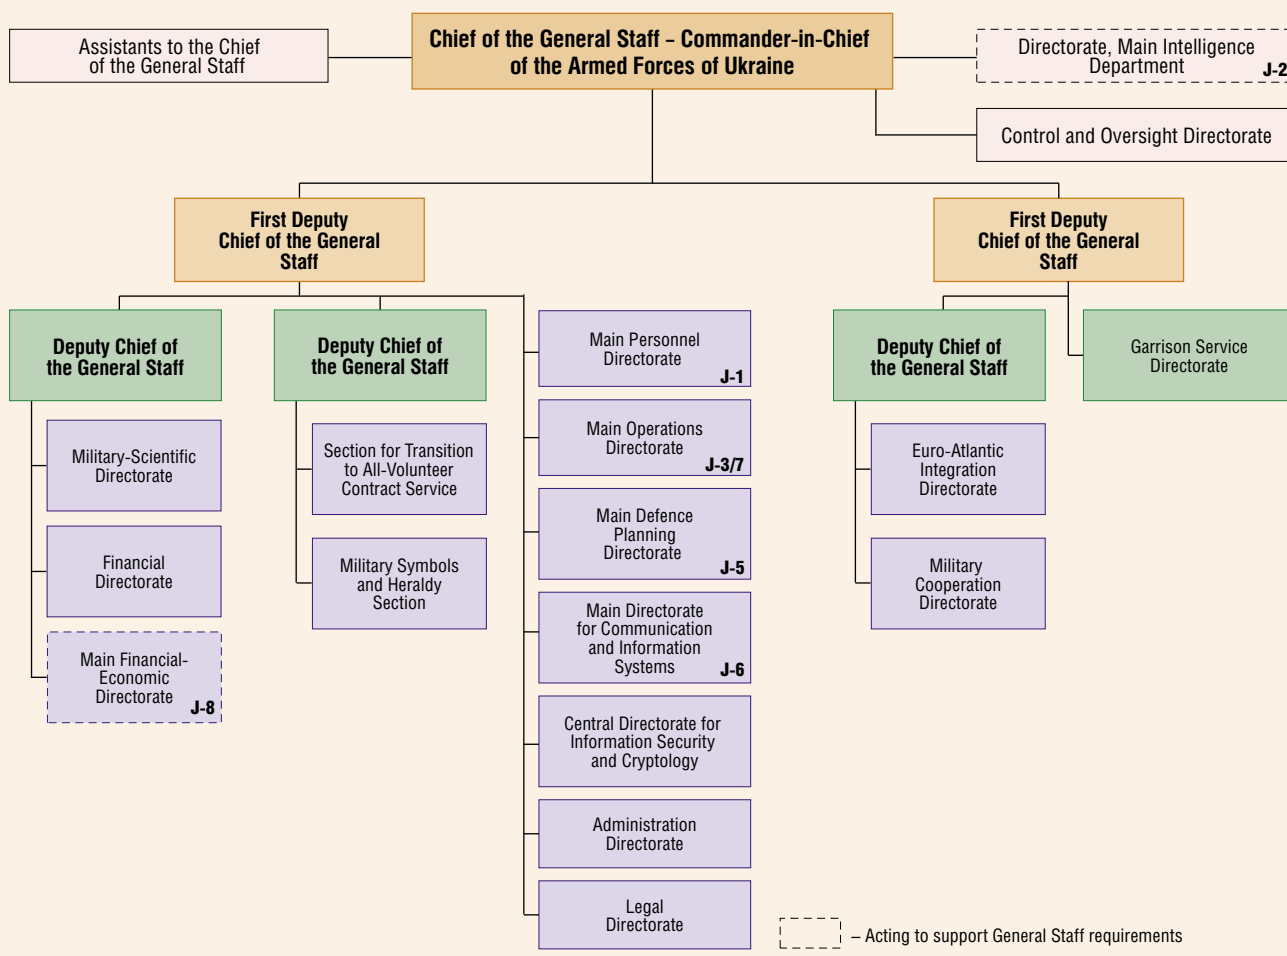 Assistants to the Chief
of the General Staff
Chief of the General Staff – Commander-in-Chief
of the Armed Forces of Ukraine
Directorate, Main Intelligence
Department
J-2
Control and Oversight Directorate
First Deputy
Chief of the General
Staff
First Deputy
Chief of the General
Staff
Deputy Chief of
the General Staff
Military-Scientific
Directorate
Financial
Directorate
Main Financial-
Economic
Directorate
J-8
Deputy Chief of
the General Staff
Section for Transition
to All-Volunteer
Contract Service
Military Symbols
and Heraldy
Section
Main Personnel
Directorate
J-1
Main Operations
Directorate
J-3/7
Main Defence
Planning
Directorate
J-5
Main Directorate
for Communication
and Information
Systems
J-6
Central Directorate for
Information Security
and Cryptology
Administration
Directorate
Legal
Directorate
Deputy Chief of
the General Staff
Euro-Atlantic
Integration
Directorate
Military
Cooperation
Directorate
Garrison Service
Directorate
– Acting to support General Staff requirements